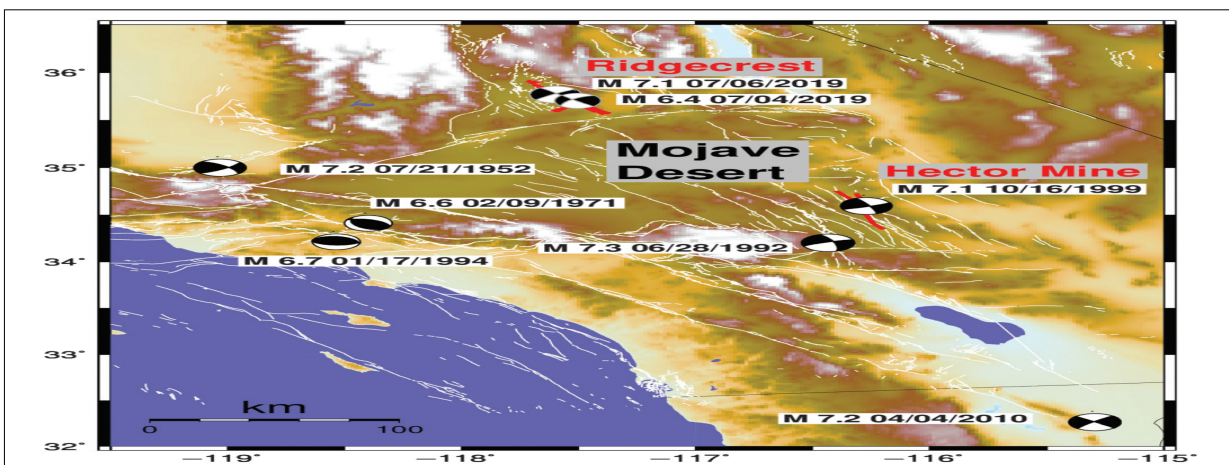 36°
Ridgecrest
M 7.1 07/06/2019
M 6.4 07/04/2019
35°
M 7.2 07/21/1952
Mojave
Desert
Hector Mine
M 7.1 10/16/1999
M 6.6 02/09/1971
M 7.3 06/28/1992
34°
M 6.7 01/17/1994
33°
km
0 100
M 7.2 04/04/2010
32°
−119° −118° −117° −116° −115°